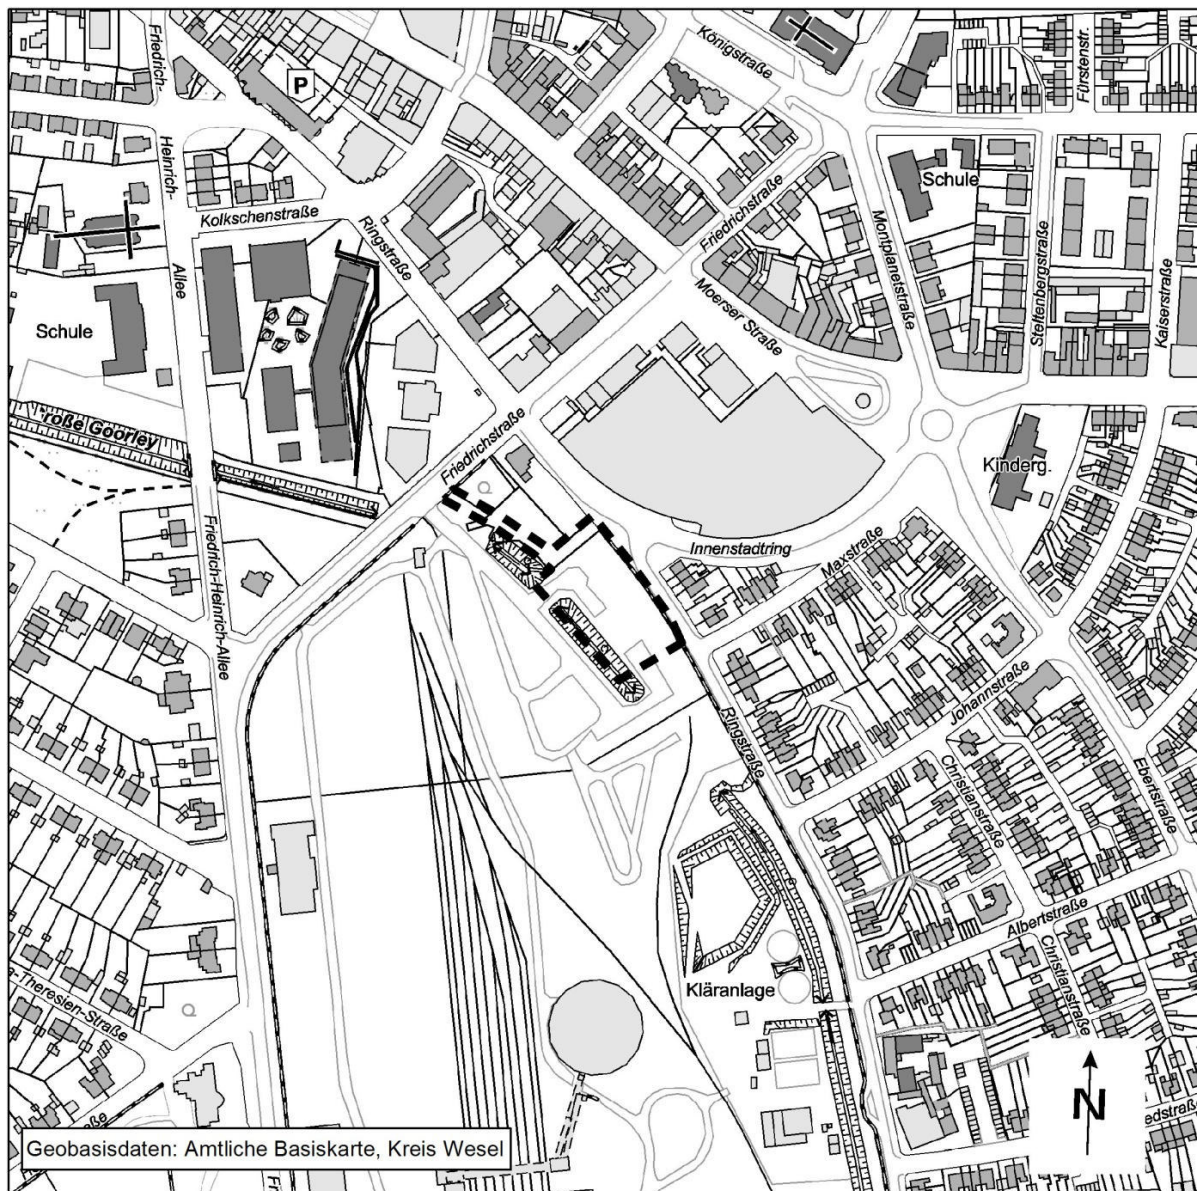 Königstraße
Fürstenstr.
Friedrich-
P
Heinrich-
Schule
Kolkschenstraße
Ringstraße
Friedrichstraße
Montplanetstraße
Moerser Straße
Kaiserstraße
Allee
Schule
roße Goorley
Friedrichstraße
Kinderg.
Innenstadtring
Maxstraße
Friedrich-Heinrich-Allee
Johannstraße
Ringstraße
Christianstraße
Ebertstraße
Albertstraße
Christianstraße
Kläranlage
-Theresien-Straße
N
Geobasisdaten: Amtliche Basiskarte, Kreis Wesel